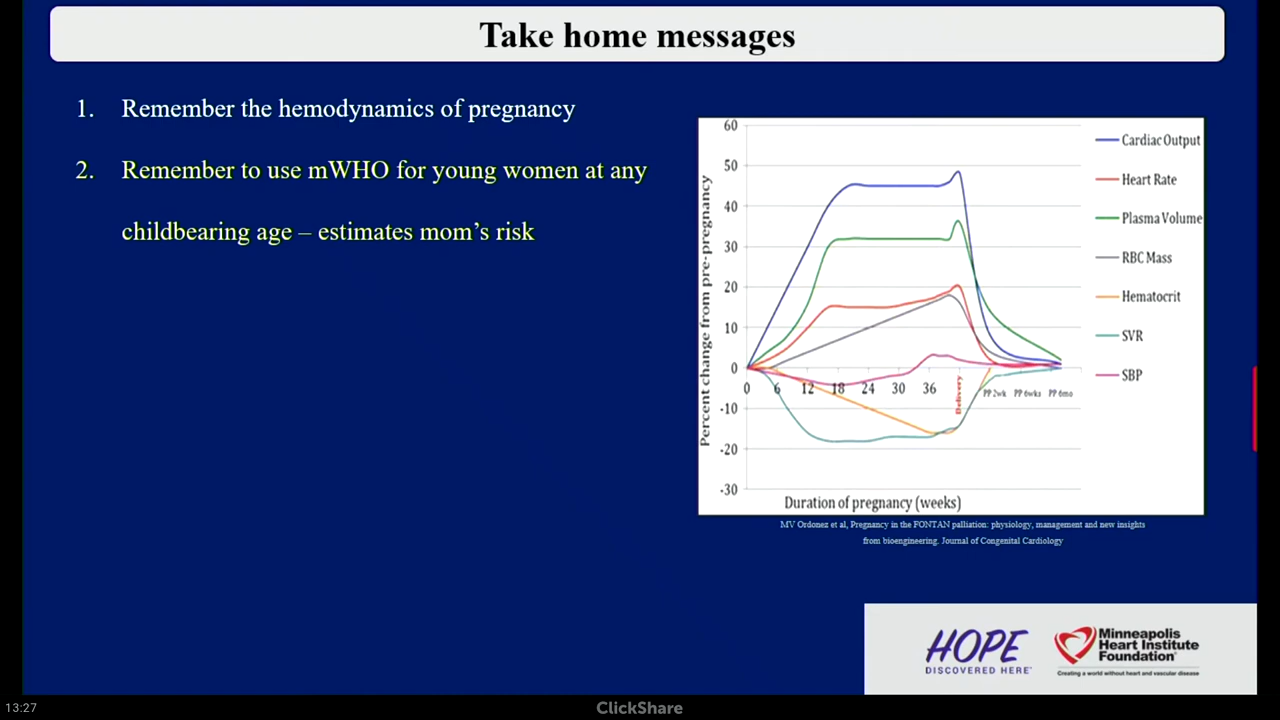 Take home messages
1. Remember the hemodynamics of pregnancy
2. Remember to use mWHO for young women at any
childbearing age – estimates mom's risk
Percent change from pre-pregnancy
60
50
40
30
20
10
0
-10
-20
-30
0 6 12 18 24 30 36 Delivery PP 2wk PP 6wks PP 6mo
Duration of pregnancy (weeks)
Cardiac Output
Heart Rate
Plasma Volume
RBC Mass
Hematocrit
SVR
SBP
MV Ordonez et al, Pregnancy in the FONTAN palliation: physiology, management and new insights
from bioengineering. Journal of Congenital Cardiology
HOPE
DISCOVERED HERE
Minneapolis
Heart Institute
Foundation
Creating a world without heart and vascular disease
13:27
ClickShare